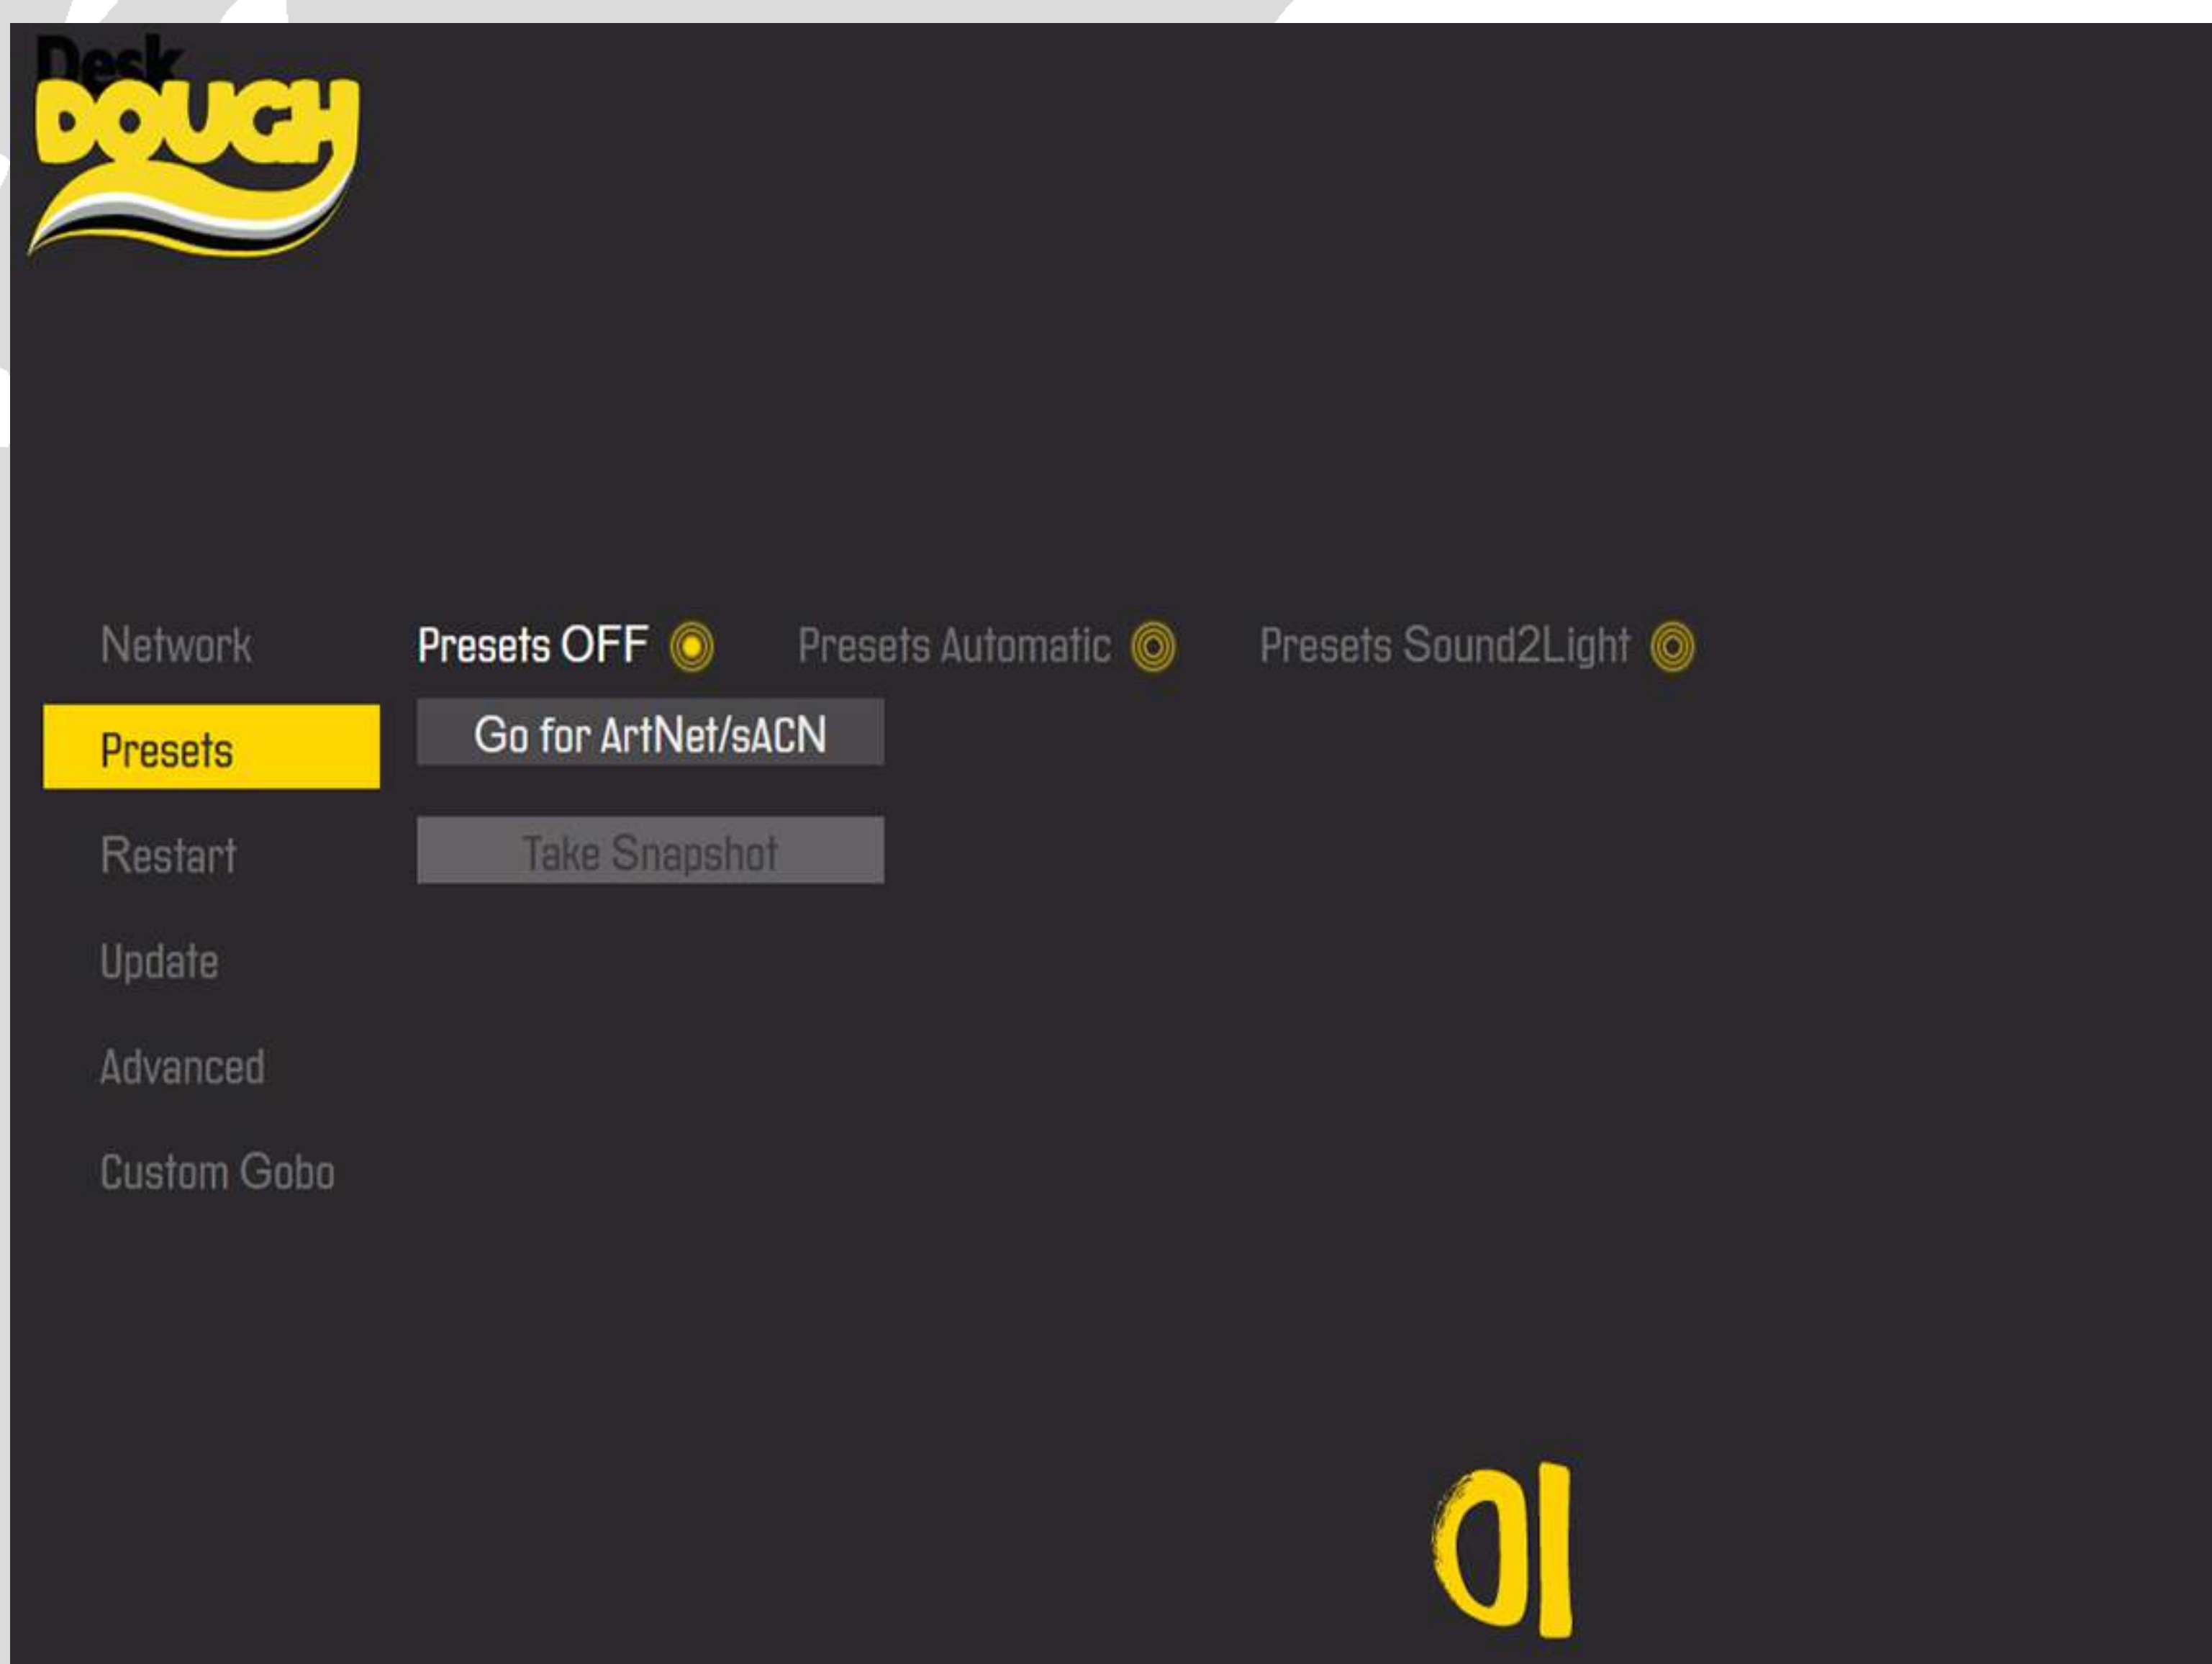 Desk
DOUGH
Network
Presets OFF
Presets Automatic
Presets Sound2Light
Presets
Go for ArtNet/sACN
Restart
Take Snapshot
Update
Advanced
Custom Gobo